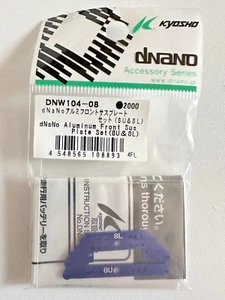 KYOSHO
dNaNo
Accessory Series
DNW104-08 ●2000
dNaNoアルミフロントサスプレート
セット(8U&8L)
dNaNo Aluminum Front Sus
Plate Set(8U&8L)
4 548565 108893 4FL
8L
8U